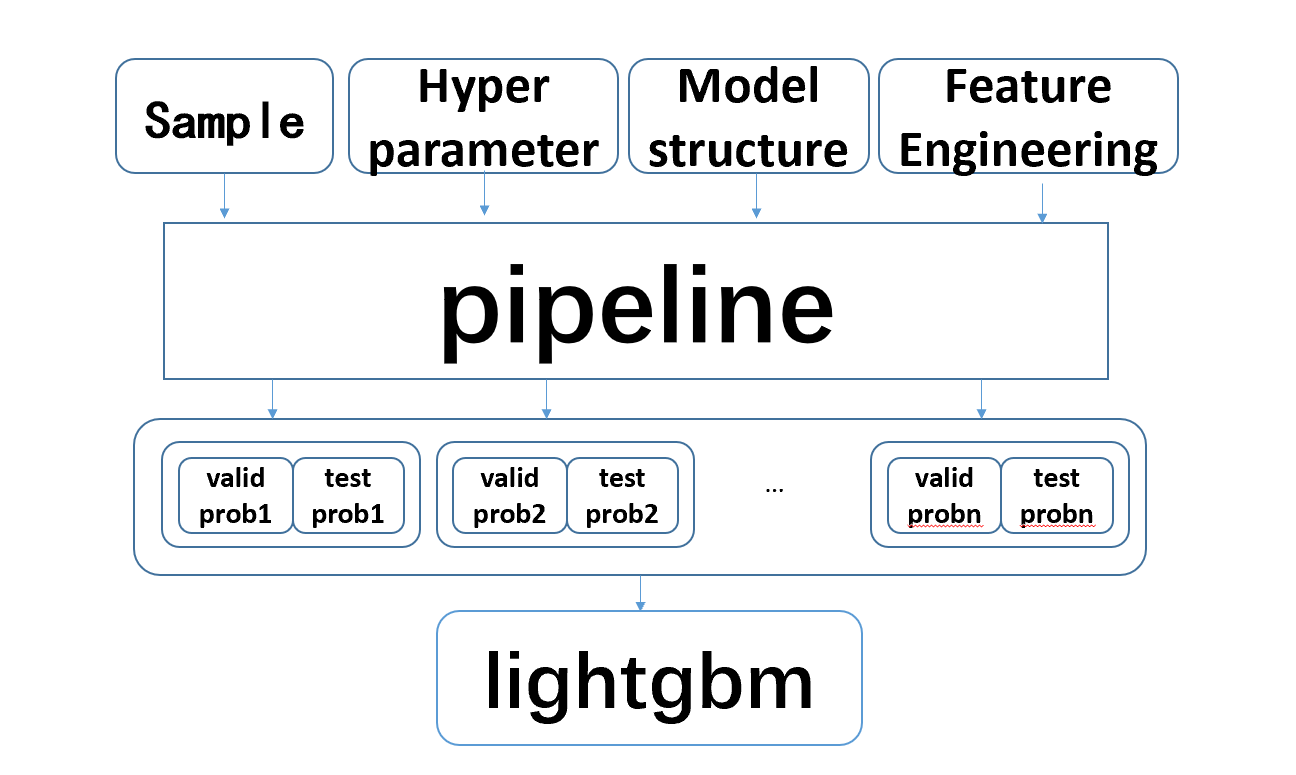 Sample
Hyper
parameter
Model
structure
Feature
Engineering
pipeline
valid
prob1
test
prob1
valid
prob2
test
prob2
...
valid
probn
test
probn
lightgbm